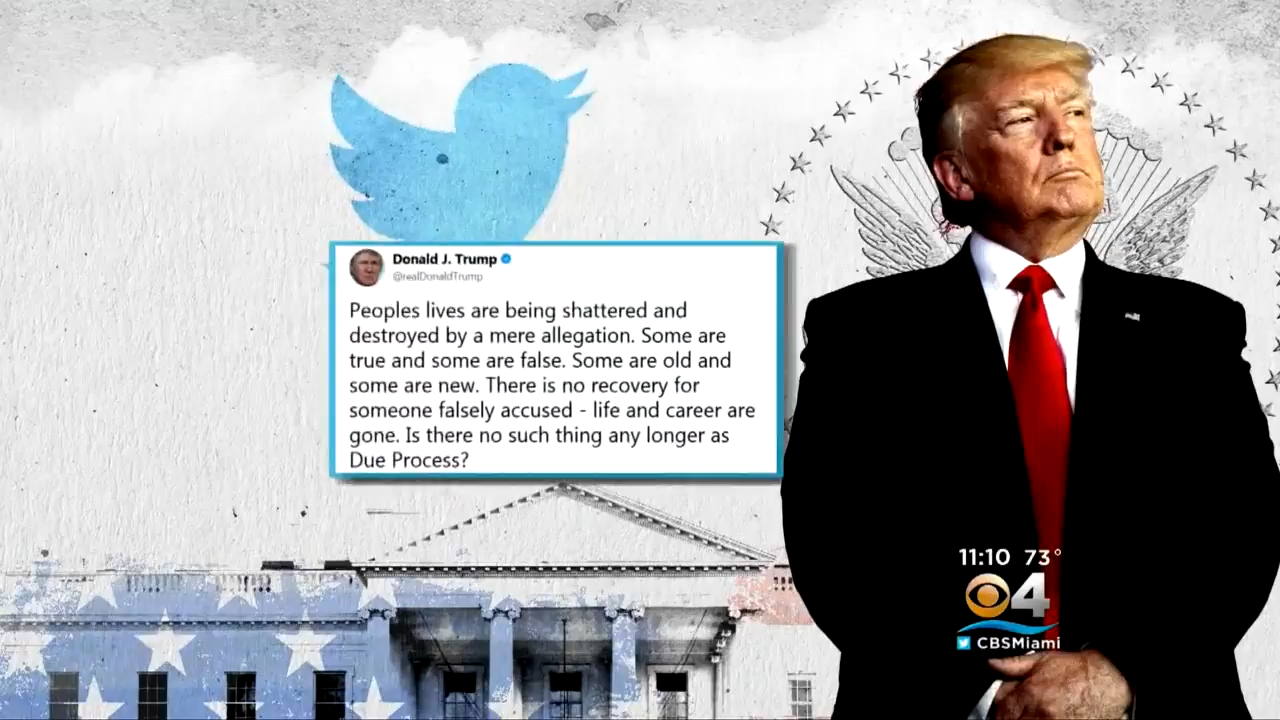 Donald J. Trump
@realDonaldTrump
Peoples lives are being shattered and
destroyed by a mere allegation. Some are
true and some are false. Some are old and
some are new. There is no recovery for
someone falsely accused - life and career are
gone. Is there no such thing any longer as
Due Process?
11:10 73°
4
CBSMiami